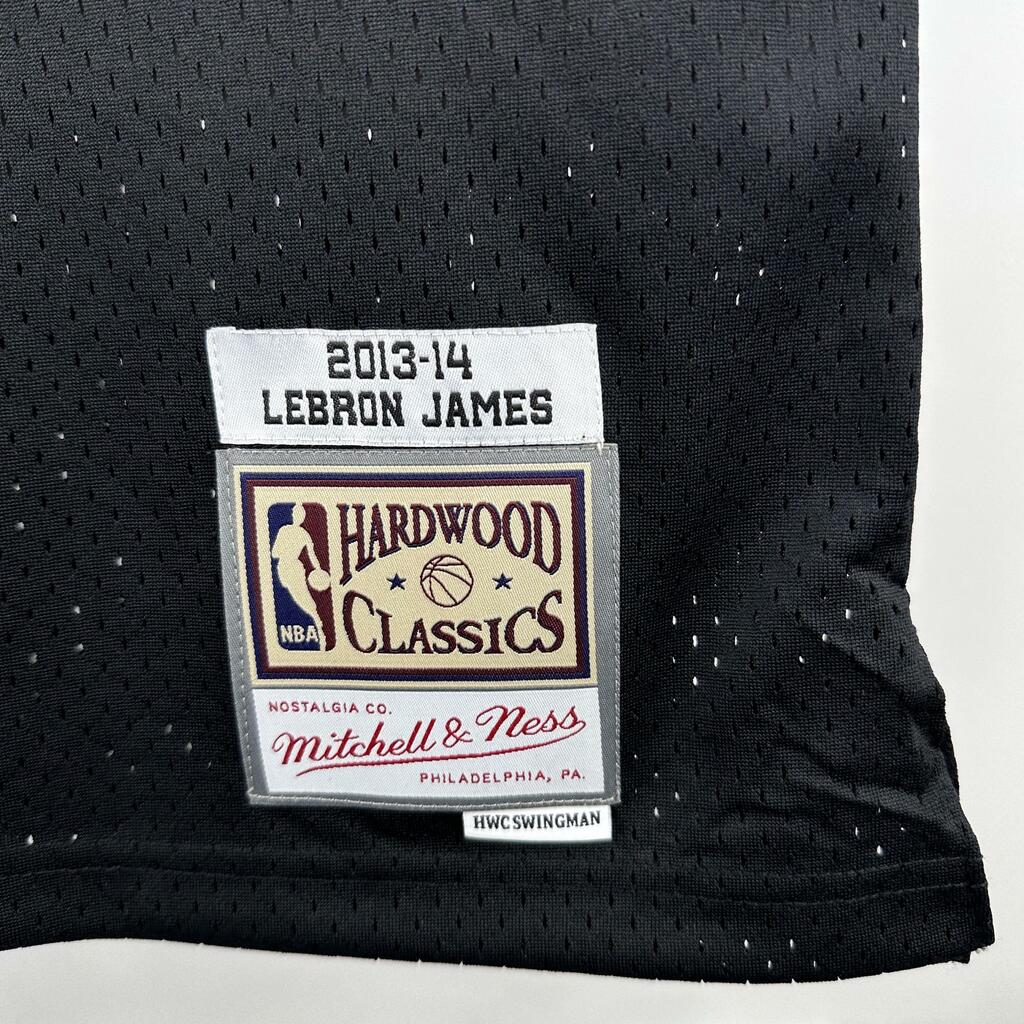 2013-14
LEBRON JAMES
HARDWOOD
CLASSICS
NBA
NOSTALGIA CO.
Mitchell & Ness
PHILADELPHIA, PA.
HWC SWINGMAN